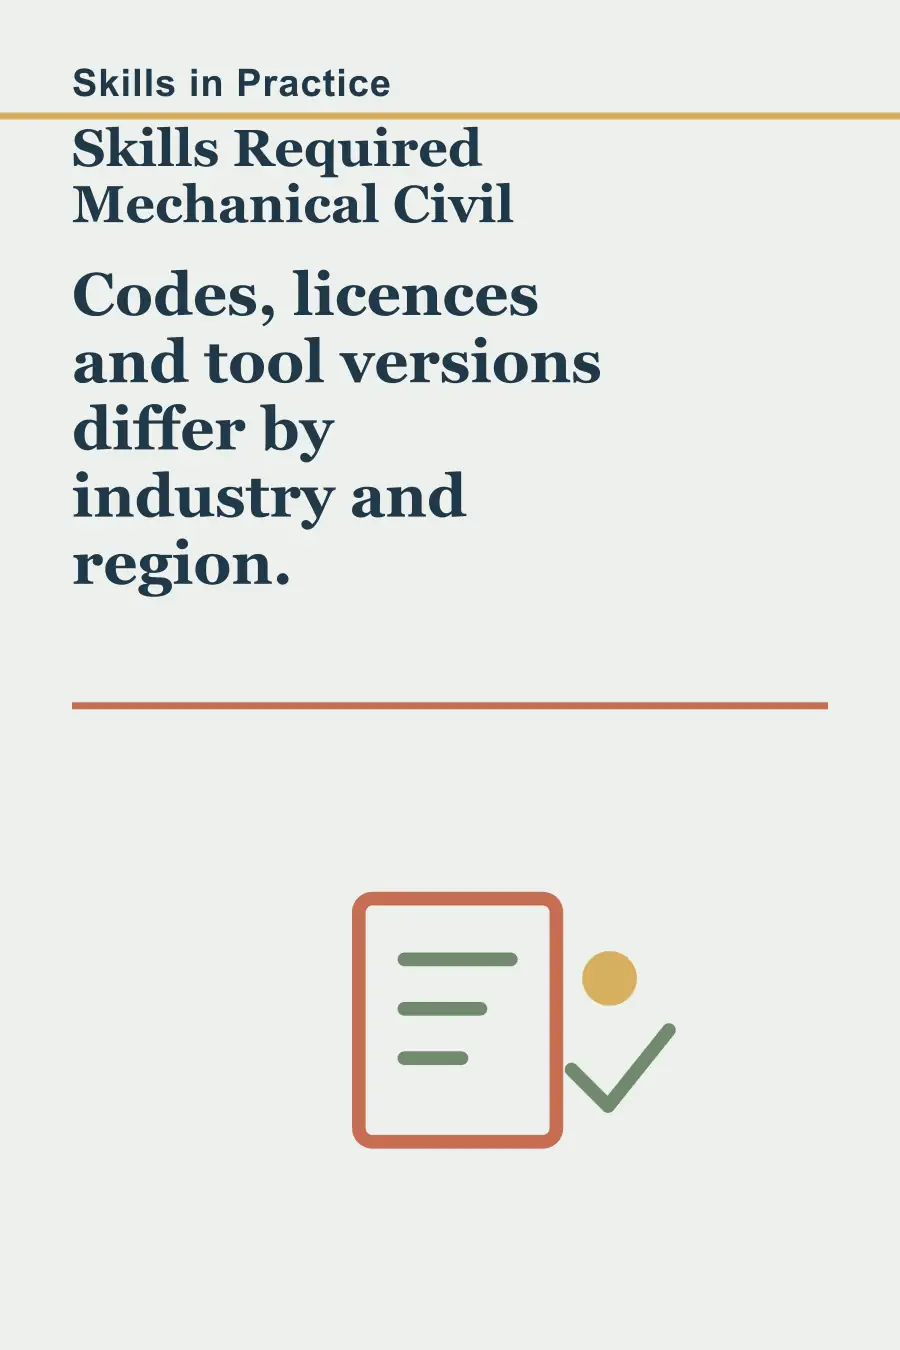 Skills in Practice
Skills Required
Mechanical Civil
Codes, licences
and tool versions
differ by
industry and
region.